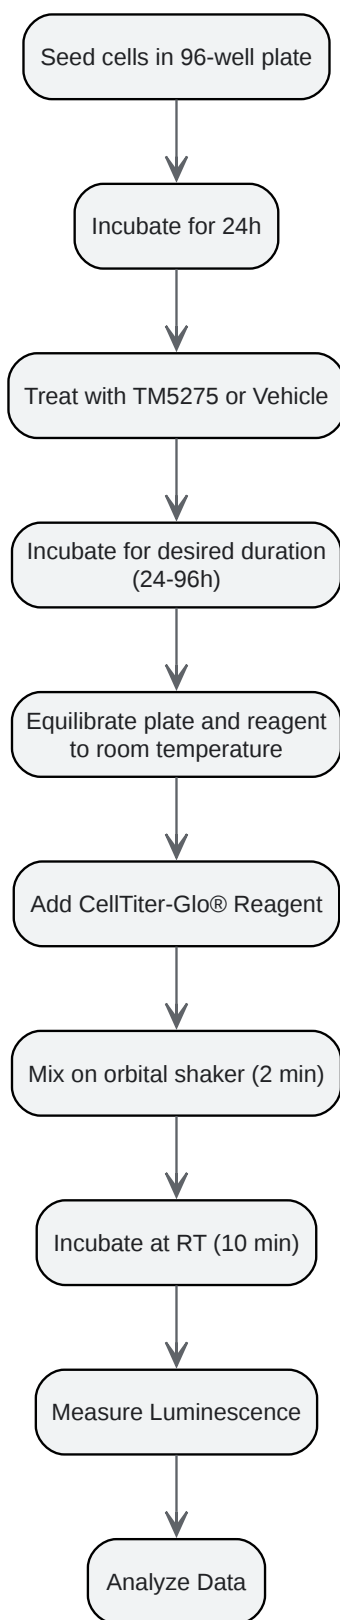 Seed cells in 96-well plate
Incubate for 24h
Treat with TM5275 or Vehicle
Incubate for desired duration
(24-96h)
Equilibrate plate and reagent
to room temperature
Add CellTiter-Glo® Reagent
Mix on orbital shaker (2 min)
Incubate at RT (10 min)
Measure Luminescence
Analyze Data